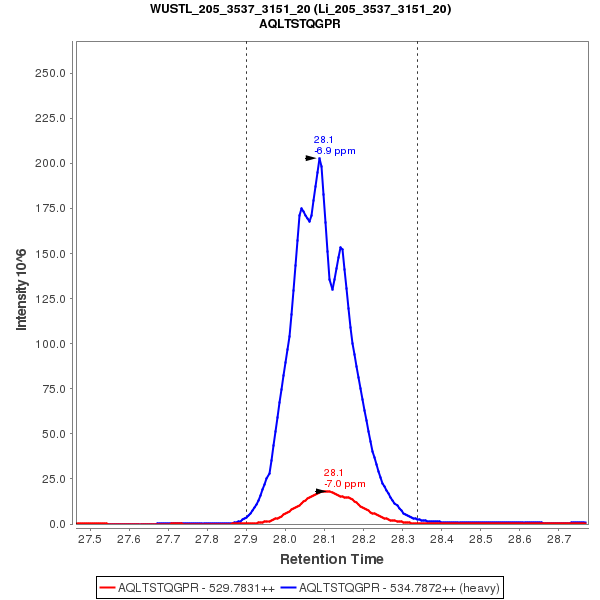 WUSTL_205_3537_3151_20 (Li_205_3537_3151_20)
AQLTSTQGPR
Intensity 10^6
250.0
225.0
200.0
175.0
150.0
125.0
100.0
75.0
50.0
25.0
0.0
28.1
-6.9 ppm
28.1
-7.0 ppm
27.5 27.6 27.7 27.8 27.9 28.0 28.1 28.2 28.3 28.4 28.5 28.6 28.7
Retention Time
AQLTSTQGPR - 529.7831++ AQLTSTQGPR - 534.7872++ (heavy)